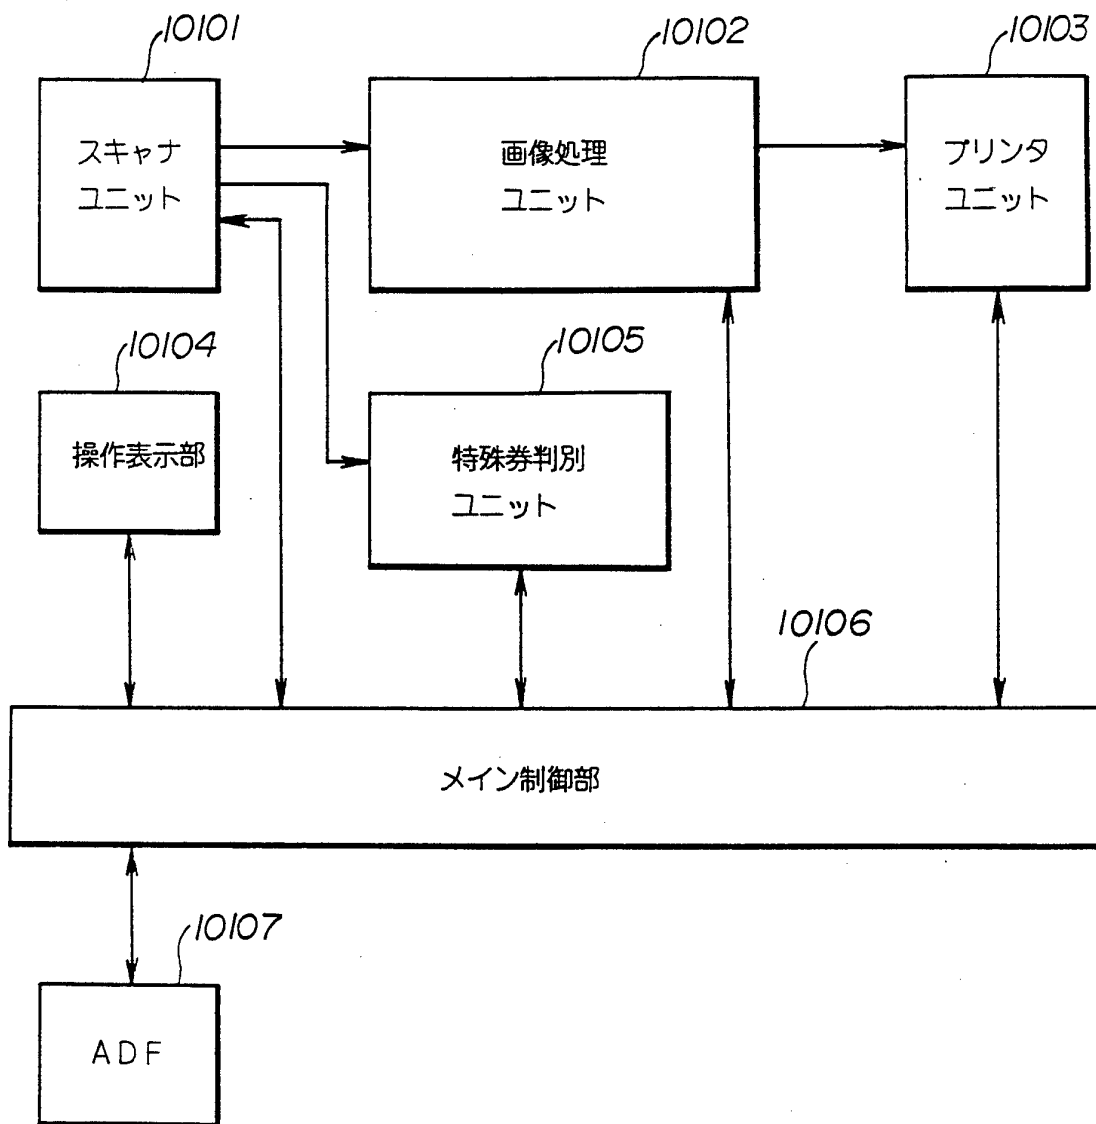 10101
スキャナ
ユニット
10102
画像処理
ユニット
10103
プリンタ
ユニット
10104
操作表示部
10105
特殊券判別
ユニット
10106
メイン制御部
10107
ADF